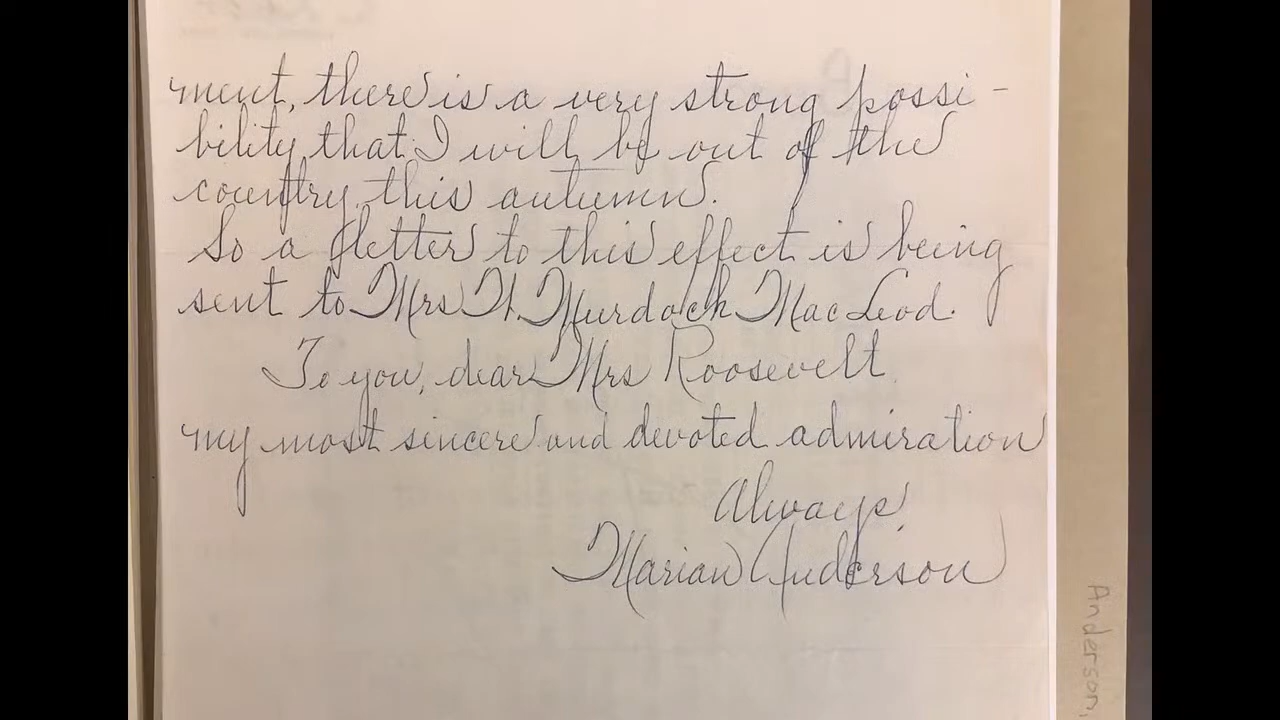 ment, there is a very strong possi-
bility that I will be out of the
country this autumn.
So a letter to this effect is being
sent to Mrs H. Murdock MacLeod.
To you, dear Mrs Roosevelt
my most sincere and devoted admiration
Always,
Marian Anderson
Anderson,